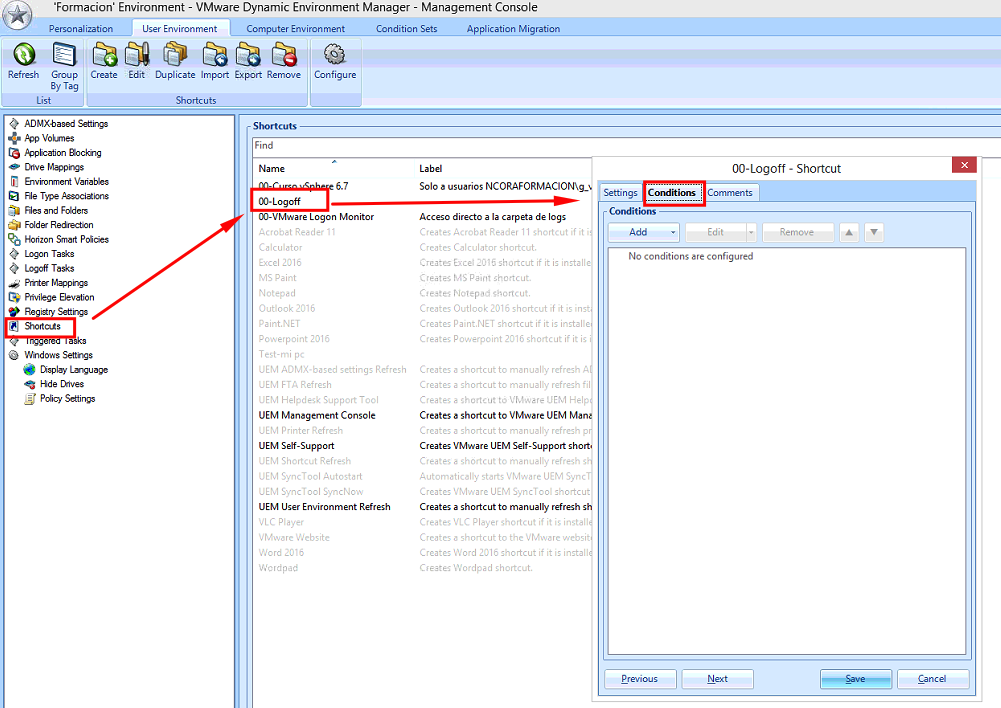 'Formacion' Environment - VMware Dynamic Environment Manager - Management Console
Personalization User Environment Computer Environment Condition Sets Application Migration
Refresh Group By Tag Create Edit Duplicate Import Export Remove Configure
List Shortcuts
ADMX-based Settings
App Volumes
Application Blocking
Drive Mappings
Environment Variables
File Type Associations
Files and Folders
Folder Redirection
Horizon Smart Policies
Logon Tasks
Logoff Tasks
Printer Mappings
Privilege Elevation
Registry Settings
Shortcuts
Triggered Tasks
Windows Settings
Display Language
Hide Drives
Policy Settings
Shortcuts
Find
Name Label
00-Curso vSphere 6.7 Solo a usuarios NCORAFORMACION\g_v
00-Logoff
00-VMware Logon Monitor Acceso directo a la carpeta de logs
Acrobat Reader 11 Creates Acrobat Reader 11 shortcut if it is
Calculator Creates Calculator shortcut.
Excel 2016 Creates Excel 2016 shortcut if it is installe
MS Paint Creates MS Paint shortcut.
Notepad Creates Notepad shortcut.
Outlook 2016 Creates Outlook 2016 shortcut if it is
Paint.NET Creates Paint.NET shortcut if it is installe
Powerpoint 2016 Creates Powerpoint 2016 shortcut if it is i
Test-mi pc
UEM ADMX-based settings Refresh Creates a shortcut to manually refresh AD
UEM FTA Refresh Creates a shortcut to manually refresh fil
UEM Helpdesk Support Tool Creates a shortcut to VMware UEM Help
UEM Management Console Creates a shortcut to VMware UEM Mana
UEM Printer Refresh Creates a shortcut to manually refresh pr
UEM Self-Support Creates VMware UEM Self-Support short
UEM Shortcut Refresh Creates a shortcut to manually refresh sh
UEM SyncTool Autostart Automatically starts VMware UEM SyncT
UEM SyncTool SyncNow Creates VMware UEM SyncTool shortcut
UEM User Environment Refresh Creates a shortcut to manually refresh sh
VLC Player Creates VLC Player shortcut if it is installe
VMware Website Creates a shortcut to the VMware website
Word 2016 Creates Word 2016 shortcut if it is installe
Wordpad Creates Wordpad shortcut.
00-Logoff - Shortcut
Settings Conditions Comments
Conditions
Add Edit Remove
No conditions are configured
Previous Next Save Cancel